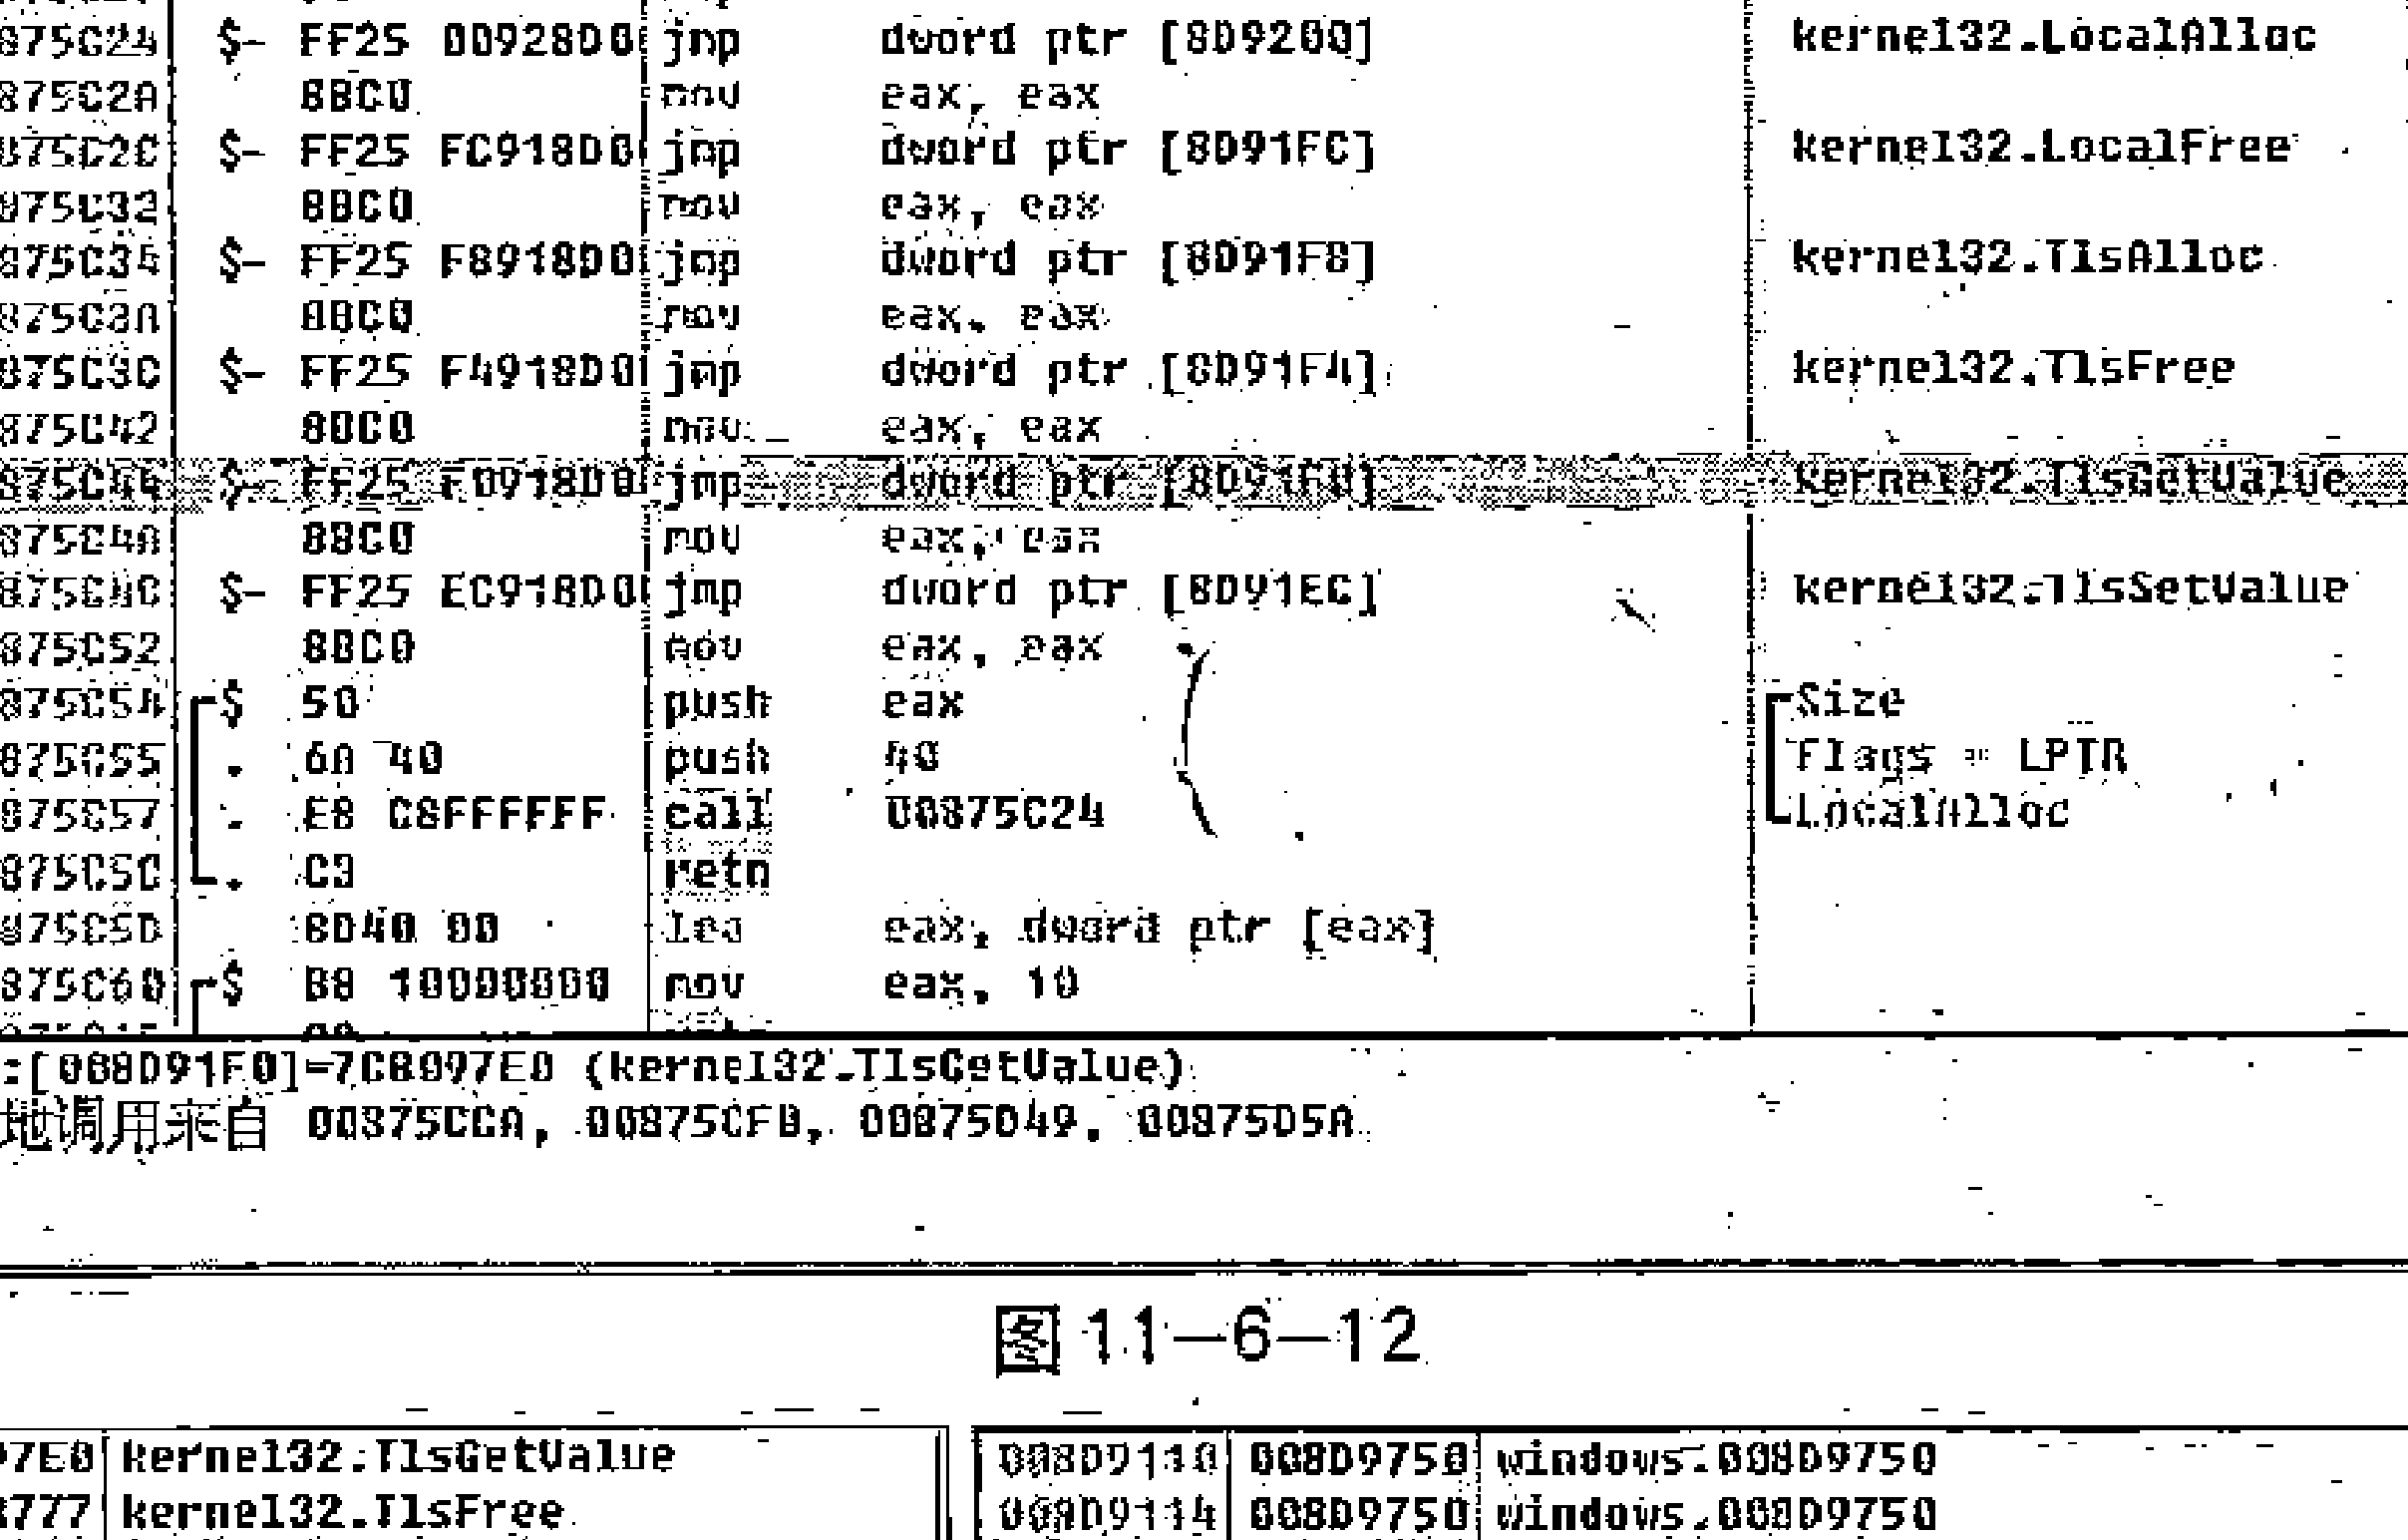 875C24 $- FF25 00928D0 jmp dword ptr [8D9200] kernel32.LocalAlloc
875C2A 8BC0 mov eax, eax
875C2C $- FF25 FC918D0 jmp dword ptr [8D91FC] kernel32.LocalFree
875C32 8BC0 mov eax, eax
875C34 $- FF25 F8918D0 jmp dword ptr [8D91F8] kernel32.TlsAlloc
875C3A 8BC0 mov eax, eax
875C3C $- FF25 F4918D0 jmp dword ptr [8D91F4] kernel32.TlsFree
875C42 8BC0 mov eax, eax
875C44 $- FF25 F0918D0 jmp dword ptr [8D91F0] kernel32.TlsGetValue
875C4A 8BC0 mov eax, eax
875C4C $- FF25 EC918D0 jmp dword ptr [8D91EC] kernel32.TlsSetValue
875C52 8BC0 mov eax, eax
875C54 $ 50 push eax Size
875C55 . 6A 40 push 40 Flags = LPTR
875C57 . E8 C8FFFFFF call 00875C24 LocalAlloc
875C5C . C3 retn
875C5D 8D40 00 lea eax, dword ptr [eax]
875C60 $ B8 10000000 mov eax, 10
:[008D91F0]=7C8097E0 (kernel32.TlsGetValue)
地调用来自 00875CCA, 00875CFB, 00875D49, 00875D5A
图 11—6—12
97E0 kernel32.TlsGetValue 008D9110 008D9750 windows.008D9750
777 kernel32.TlsFree 008D9114 008D9750 windows.008D9750